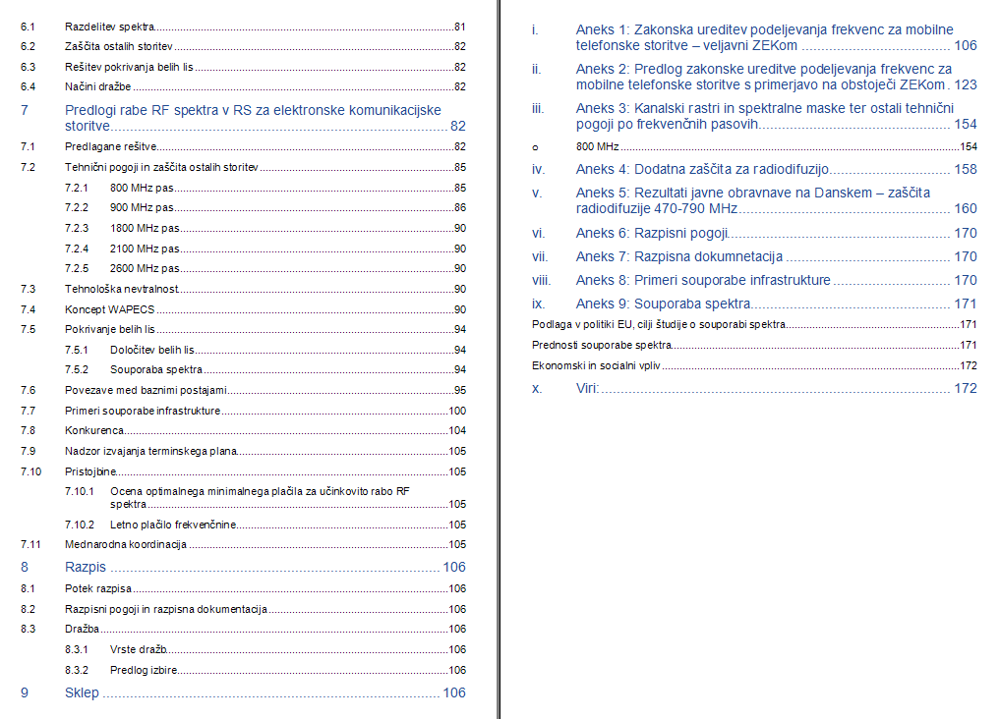 6.1 Razdelitev spektra 81
6.2 Zaščita ostalih storitev 82
6.3 Rešitev pokrivanja belih lis 82
6.4 Načini dražbe 82
7 Predlogi rabe RF spektra v RS za elektronske komunikacijske
storitve 82
7.1 Predlagane rešitve 82
7.2 Tehnični pogoji in zaščita ostalih storitev 85
7.2.1 800 MHz pas 85
7.2.2 900 MHz pas 86
7.2.3 1800 MHz pas 90
7.2.4 2100 MHz pas 90
7.2.5 2600 MHz pas 90
7.3 Tehnološka nevtralnost 90
7.4 Koncept WAPECS 90
7.5 Pokrivanje belih lis 94
7.5.1 Določitev belih lis 94
7.5.2 Souporaba spektra 94
7.6 Povezave med baznimi postajami 95
7.7 Primeri souporabe infrastrukture 100
7.8 Konkurenca 104
7.9 Nadzor izvajanja terminskega plana 105
7.10 Pristojbine 105
7.10.1 Ocena optimalnega minimalnega plačila za učinkovito rabo RF
spektra 105
7.10.2 Letno plačilo frekvenčnine 105
7.11 Mednarodna koordinacija 105
8 Razpis 106
8.1 Potek razpisa 106
8.2 Razpisni pogoji in razpisna dokumentacija 106
8.3 Dražba 106
8.3.1 Vrste dražb 106
8.3.2 Predlog izbire 106
9 Sklep 106
i. Aneks 1: Zakonska ureditev podeljevanja frekvenc za mobilne
telefonske storitve – veljavni ZEKom 106
ii. Aneks 2: Predlog zakonske ureditve podeljevanja frekvenc za
mobilne telefonske storitve s primerjavo na obstoječi ZEKom 123
iii. Aneks 3: Kanalski rastri in spektralne maske ter ostali tehnični
pogoji po frekvenčnih pasovih 154
o 800 MHz 154
iv. Aneks 4: Dodatna zaščita za radiodifuzijo 158
v. Aneks 5: Rezultati javne obravnave na Danskem – zaščita
radiodifuzije 470-790 MHz 160
vi. Aneks 6: Razpisni pogoji 170
vii. Aneks 7: Razpisna dokumnetacija 170
viii. Aneks 8: Primeri souporabe infrastrukture 170
ix. Aneks 9: Souporaba spektra 171
Podlaga v politiki EU, cilji študije o souporabi spektra 171
Prednosti souporabe spektra 171
Ekonomski in socialni vpliv 172
x. Viri: 172